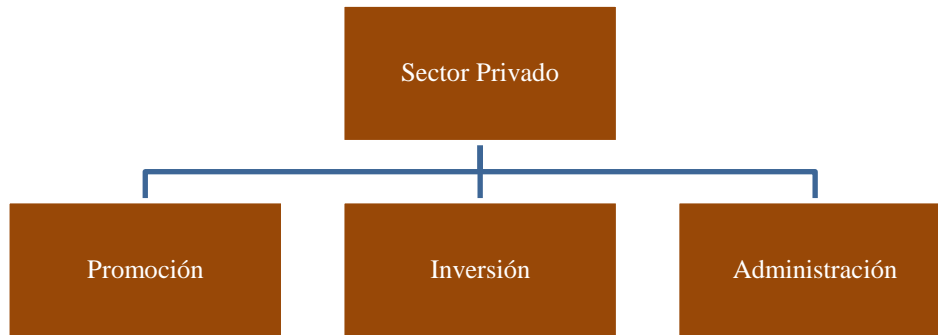 Sector Privado
Promoción
Inversión
Administración